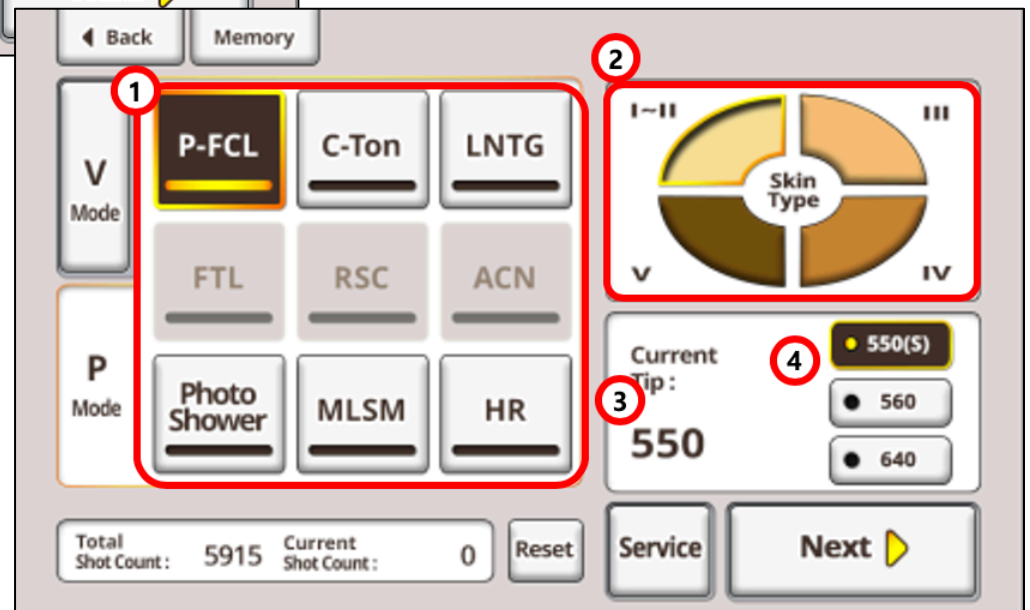 Back
Memory
1
2
V
Mode
P-FCL
C-Ton
LNTG
FTL
RSC
ACN
P
Mode
Photo
Shower
MLSM
HR
I~II
III
Skin
Type
V
IV
Current
Tip :
3
550
4
550(S)
560
640
Total
Shot Count :
5915
Current
Shot Count :
0
Reset
Service
Next